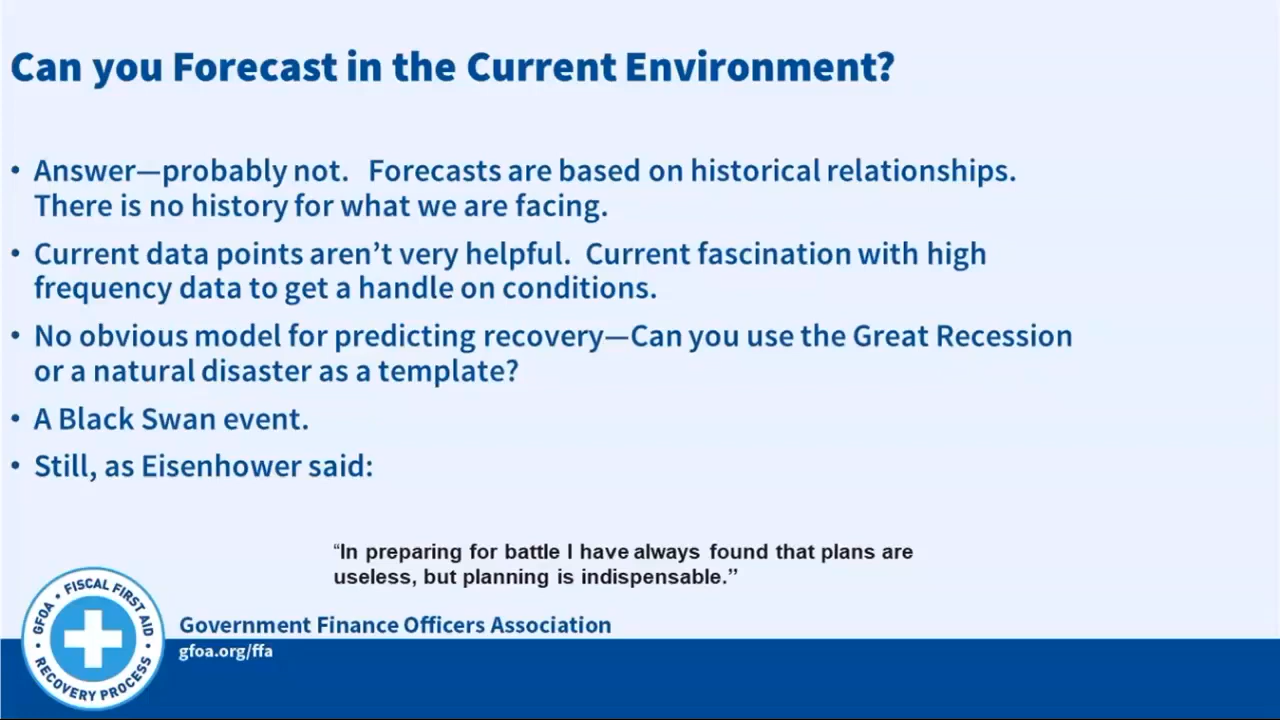 Can you Forecast in the Current Environment?
• Answer—probably not.   Forecasts are based on historical relationships.
There is no history for what we are facing.
• Current data points aren’t very helpful.  Current fascination with high
frequency data to get a handle on conditions.
• No obvious model for predicting recovery—Can you use the Great Recession
or a natural disaster as a template?
• A Black Swan event.
• Still, as Eisenhower said:
“In preparing for battle I have always found that plans are
useless, but planning is indispensable.”
GFOA • FISCAL FIRST AID • RECOVERY PROCESS •
Government Finance Officers Association
gfoa.org/ffa